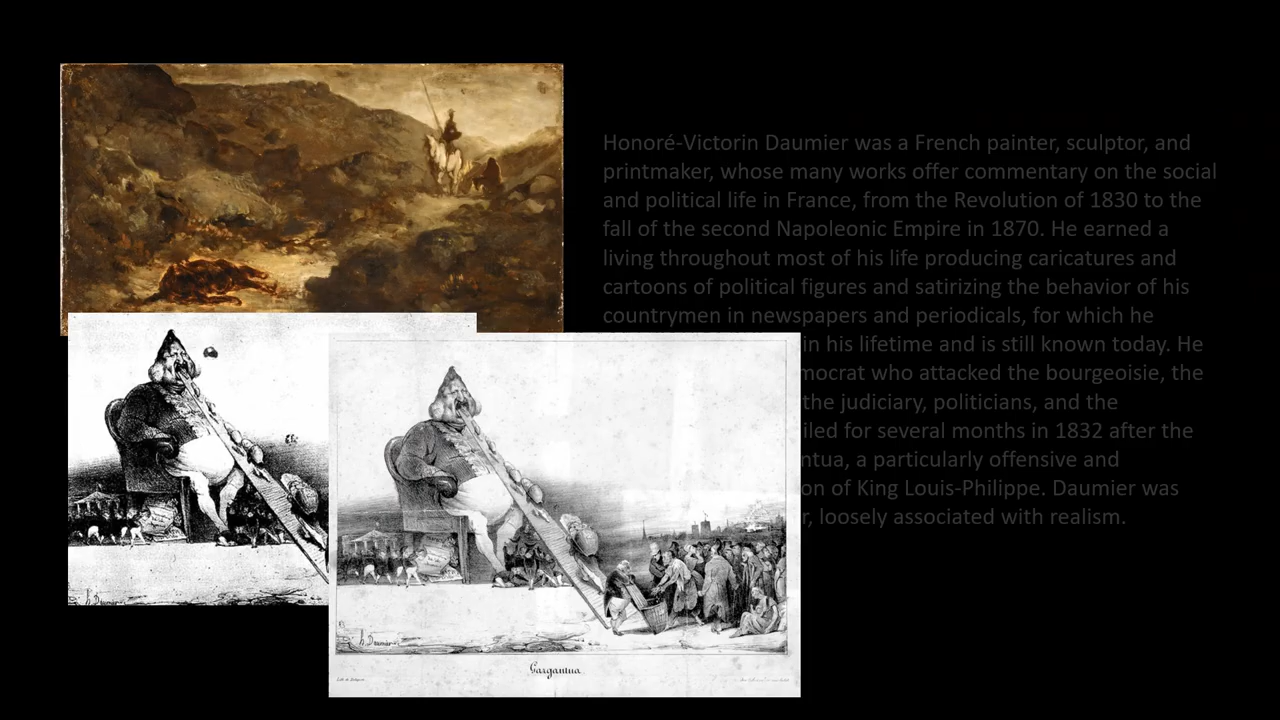 Honoré-Victorin Daumier was a French painter, sculptor, and
printmaker, whose many works offer commentary on the social
and political life in France, from the Revolution of 1830 to the
fall of the second Napoleonic Empire in 1870. He earned a
living throughout most of his life producing caricatures and
cartoons of political figures and satirizing the behavior of his
countrymen in newspapers and periodicals, for which he
in his lifetime and is still known today. He
mocrat who attacked the bourgeoisie, the
the judiciary, politicians, and the
iled for several months in 1832 after the
ntua, a particularly offensive and
on of King Louis-Philippe. Daumier was
r, loosely associated with realism.
h. Daumier
h. Daumier
Gargantua